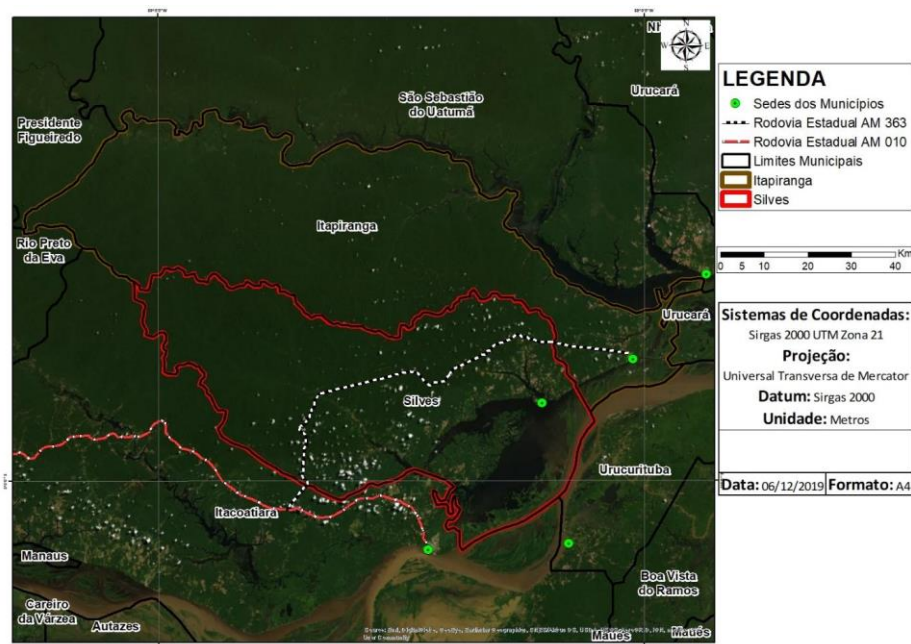 N
W
E
S
Urucará
São Sebastião
do Uatumã
Presidente
Figueiredo
Itapiranga
Rio Preto
da Eva
Urucará
Silves
Urucurituba
Itacoatiara
Manaus
Boa Vista
do Ramos
Careiro
da Várzea
Autazes
Maués
Maués
LEGENDA
Sedes dos Municípios
Rodovia Estadual AM 363
Rodovia Estadual AM 010
Limites Municipais
Itapiranga
Silves
Km
0 5 10 20 30 40
Sistemas de Coordenadas:
Sirgas 2000 UTM Zona 21
Projeção:
Universal Transversa de Mercator
Datum: Sirgas 2000
Unidade: Metros
Data: 06/12/2019 Formato: A4